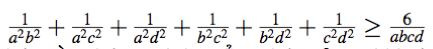 1/a²b² + 1/a²c² + 1/a²d² + 1/b²c² + 1/b²d² + 1/c²d² ≥ 6/abcd